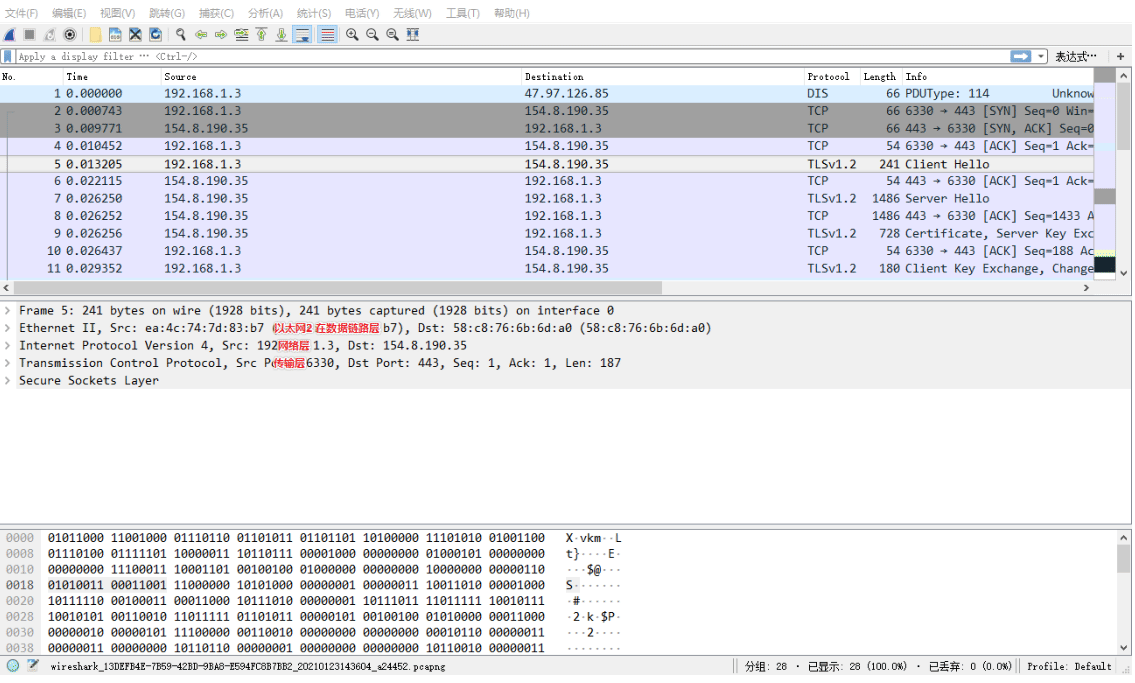 文件(F) 编辑(E) 视图(V) 跳转(G) 捕获(C) 分析(A) 统计(S) 电话(Y) 无线(W) 工具(T) 帮助(H)
Apply a display filter … <Ctrl-/> 表达式… +
No. Time Source Destination Protocol Length Info
1 0.000000 192.168.1.3 47.97.126.85 DIS 66 PDUType: 114 Unknow
2 0.000743 192.168.1.3 154.8.190.35 TCP 66 6330 → 443 [SYN] Seq=0 Win=
3 0.009771 154.8.190.35 192.168.1.3 TCP 66 443 → 6330 [SYN, ACK] Seq=0
4 0.010452 192.168.1.3 154.8.190.35 TCP 54 6330 → 443 [ACK] Seq=1 Ack=
5 0.013205 192.168.1.3 154.8.190.35 TLSv1.2 241 Client Hello
6 0.022115 154.8.190.35 192.168.1.3 TCP 54 443 → 6330 [ACK] Seq=1 Ack=
7 0.026250 154.8.190.35 192.168.1.3 TLSv1.2 1486 Server Hello
8 0.026252 154.8.190.35 192.168.1.3 TCP 1486 443 → 6330 [ACK] Seq=1433 A
9 0.026256 154.8.190.35 192.168.1.3 TLSv1.2 728 Certificate, Server Key Exc
10 0.026437 192.168.1.3 154.8.190.35 TCP 54 6330 → 443 [ACK] Seq=188 Ac
11 0.029352 192.168.1.3 154.8.190.35 TLSv1.2 180 Client Key Exchange, Change
Frame 5: 241 bytes on wire (1928 bits), 241 bytes captured (1928 bits) on interface 0
Ethernet II, Src: ea:4c:74:7d:83:b7 (以太网2 在数据链路层 b7), Dst: 58:c8:76:6b:6d:a0 (58:c8:76:6b:6d:a0)
Internet Protocol Version 4, Src: 192网络层 1.3, Dst: 154.8.190.35
Transmission Control Protocol, Src Po传输层 6330, Dst Port: 443, Seq: 1, Ack: 1, Len: 187
Secure Sockets Layer
0000 01011000 11001000 01110110 01101011 01101101 10100000 11101010 01001100 X·vkm··L
0008 01110100 01111101 10000011 10110111 00001000 00000000 01000101 00000000 t}····E·
0010 00000000 11100011 10001101 00100100 01000000 00000000 10000000 00000110 ···$@···
0018 01010011 00011001 11000000 10101000 00000001 00000011 10011010 00001000 S·······
0020 10111110 00100011 00011000 10111010 00000001 10111011 11011111 10010111 ·#······
0028 10010101 00110010 11011111 01101011 00000101 00100100 01010000 00011000 ·2·k·$P·
0030 00000010 00000101 11100000 00110010 00000000 00000000 00010110 00000011 ···2····
0038 00000011 00000000 10110110 00000001 00000000 00000000 10110010 00000011 ········
wireshark_13DEFB4E-7B59-42BD-9BA8-E594FC8B7BB2_20210123143604_a24452.pcapng 分组: 28 · 已显示: 28 (100.0%) · 已丢弃: 0 (0.0%) Profile: Default